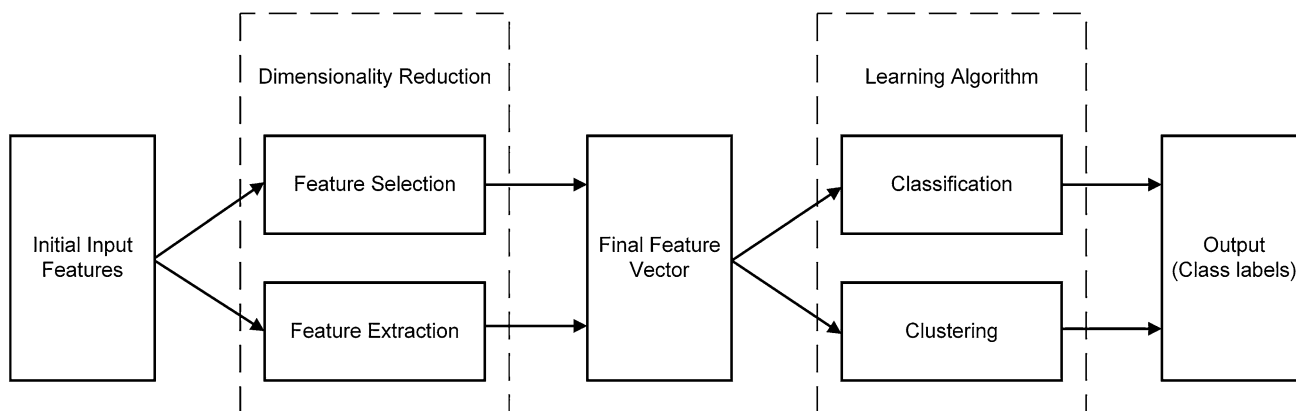 Dimensionality Reduction
Learning Algorithm
Initial Input
Features
Feature Selection
Feature Extraction
Final Feature
Vector
Classification
Clustering
Output
(Class labels)